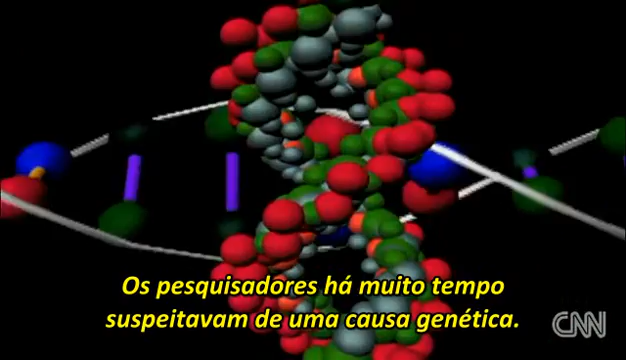 Os pesquisadores há muito tempo
suspeitavam de uma causa genética.
CNN